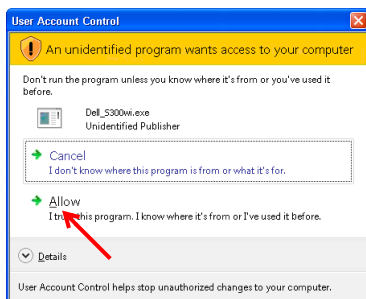 User Account Control
An unidentified program wants access to your computer
Don't run the program unless you know where it's from or you've used it
before.
Dell_S300wi.exe
Unidentified Publisher
Cancel
I don't know where this program is from or what it's for.
Allow
I trust this program. I know where it's from or I've used it before.
Details
User Account Control helps stop unauthorized changes to your computer.